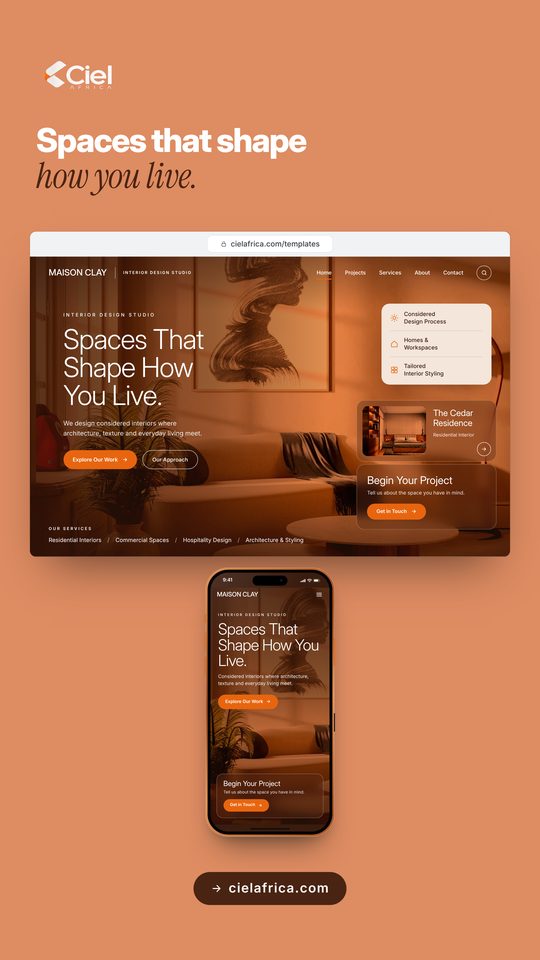 Ciel
AFRICA
Spaces that shape
how you live.
cielafrica.com/templates
MAISON CLAY
INTERIOR DESIGN STUDIO
Home
Projects
Services
About
Contact
INTERIOR DESIGN STUDIO
Spaces That
Shape How
You Live.
We design considered interiors where
architecture, texture and everyday living meet.
Explore Our Work →
Our Approach
Considered
Design Process
Homes &
Workspaces
Tailored
Interior Styling
The Cedar
Residence
Residential Interior
Begin Your Project
Tell us about the space you have in mind.
Get in Touch →
OUR SERVICES
Residential Interiors / Commercial Spaces / Hospitality Design / Architecture & Styling
9:41
MAISON CLAY
INTERIOR DESIGN STUDIO
Spaces That
Shape How You
Live.
Considered interiors where architecture,
texture and everyday living meet.
Explore Our Work →
Begin Your Project
Tell us about the space you have in mind.
Get in Touch →
→ cielafrica.com